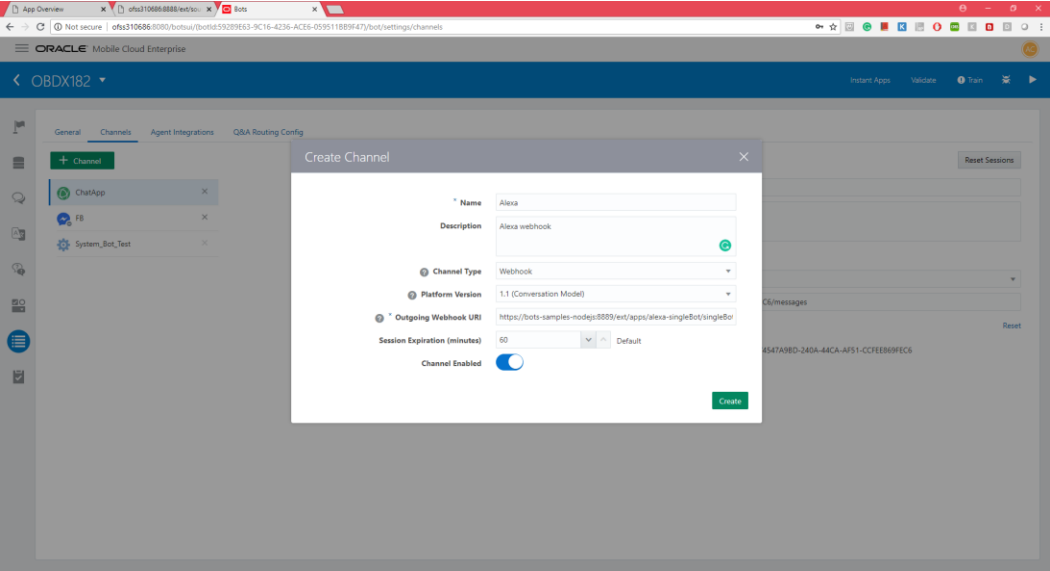 App Overview
ofss310686:8888/ext/sou
Bots
Not secure | ofss310686:8080/botsui/(botId:59289E63-9C16-4236-ACE6-059511BB9F47)/bot/settings/channels
ORACLE Mobile Cloud Enterprise
AC
OBDX182
Instant Apps
Validate
Train
General
Channels
Agent Integrations
Q&A Routing Config
+ Channel
Reset Sessions
ChatApp
FB
System_Bot_Test
Create Channel
* Name
Alexa
Description
Alexa webhook
Channel Type
Webhook
Platform Version
1.1 (Conversation Model)
* Outgoing Webhook URI
https://bots-samples-nodejs:8889/ext/apps/alexa-singleBot/singleBot
Session Expiration (minutes)
60
Default
Channel Enabled
Create
C6/messages
Reset
F4547A9BD-240A-44CA-AF51-CCFEEB69FEC6